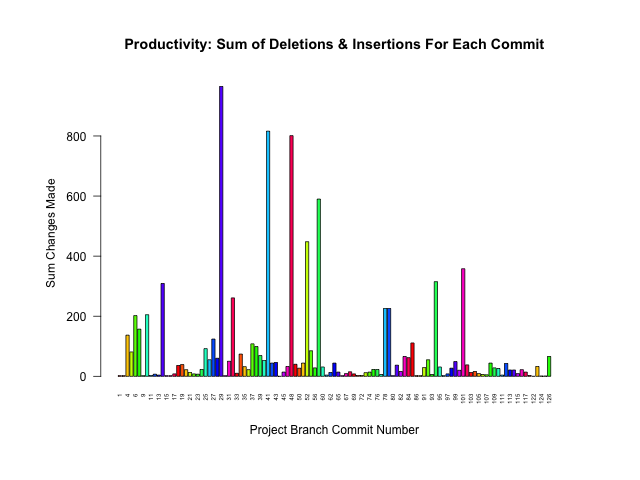 Productivity: Sum of Deletions & Insertions For Each Commit
Sum Changes Made
800
600
400
200
0
1 4 6 9 11 13 15 17 19 21 23 25 27 29 31 33 35 37 39 41 43 45 48 50 52 56 60 62 65 67 69 72 74 76 78 80 82 84 86 91 93 95 97 99 101 103 105 107 109 111 113 115 117 122 124 126
Project Branch Commit Number